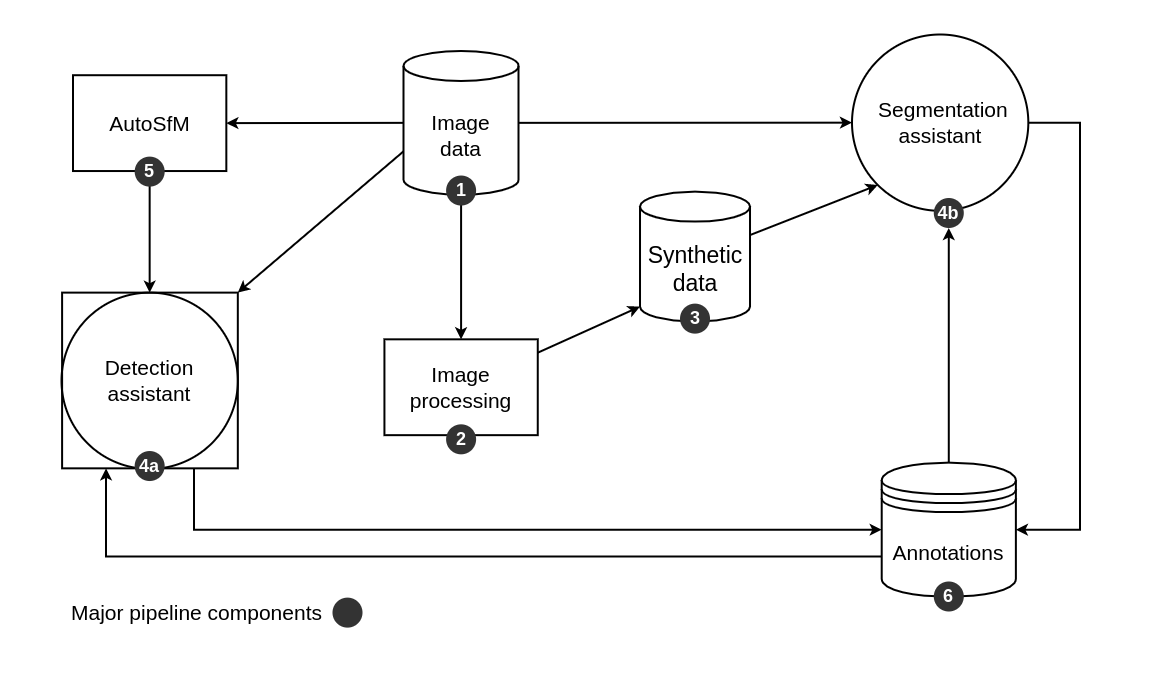 AutoSfM
5
Image
data
1
Segmentation
assistant
4b
Synthetic
data
3
Detection
assistant
4a
Image
processing
2
Annotations
6
Major pipeline components